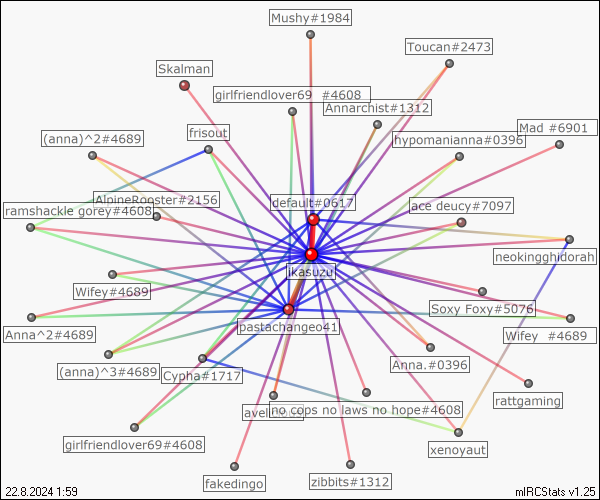 Mushy#1984
Toucan#2473
Skalman
girlfriendlover69 #4608
Annarchist#1312
Mad #6901
(anna)^2#4689
frisout
hypomanianna#0396
AlpineRooster#2156
default#0617
ramshackle gorey#4608
ace deucy#7097
neokingghidorah
ikasuzu
Wifey#4689
Soxy Foxy#5076
Anna^2#4689
lpastachangeo41
Wifey #4689
(anna)^3#4689
Cypha#1717
Anna.#0396
rattgaming
no cops no laws no hope#4608
girlfriendlover69#4608
xenoyaut
fakedingo
zibbits#1312
22.8.2024 1:59
mIRCStats v1.25